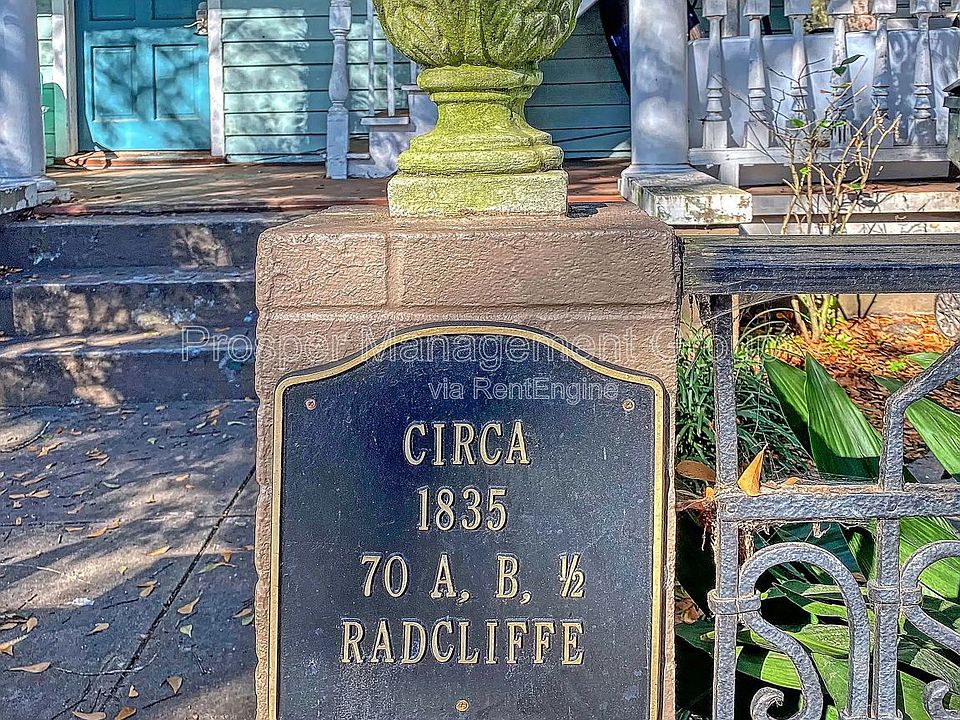 Prosper Management Group
via RentEngine
CIRCA
1835
70 A, B, ½
RADCLIFFE